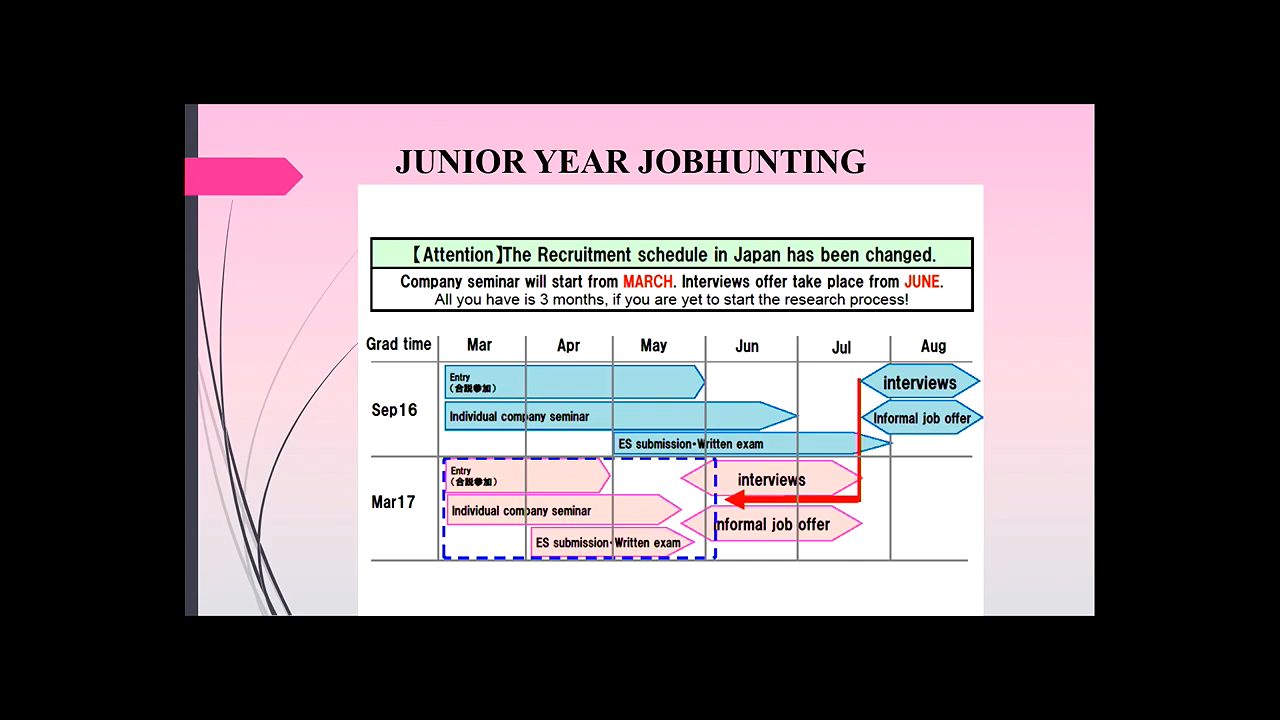 JUNIOR YEAR JOBHUNTING
【Attention】The Recruitment schedule in Japan has been changed.
Company seminar will start from MARCH. Interviews offer take place from JUNE.
All you have is 3 months, if you are yet to start the research process!
Grad time Mar Apr May Jun Jul Aug
Sep16
Entry
（合説参加）
Individual company seminar
ES submission・Written exam
interviews
Informal job offer
Mar17
Entry
（合説参加）
Individual company seminar
ES submission・Written exam
interviews
Informal job offer